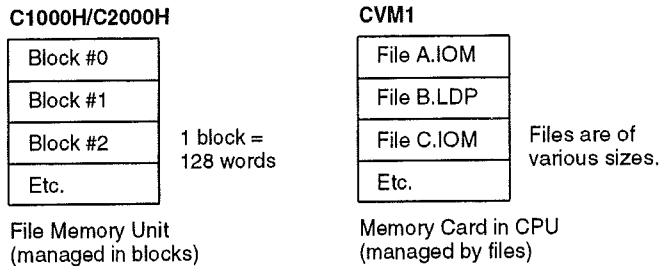 C1000H/C2000H
Block #0
Block #1
Block #2
Etc.
1 block =
128 words
File Memory Unit
(managed in blocks)
CVM1
File A.IOM
File B.LDP
File C.IOM
Etc.
Files are of
various sizes.
Memory Card in CPU
(managed by files)